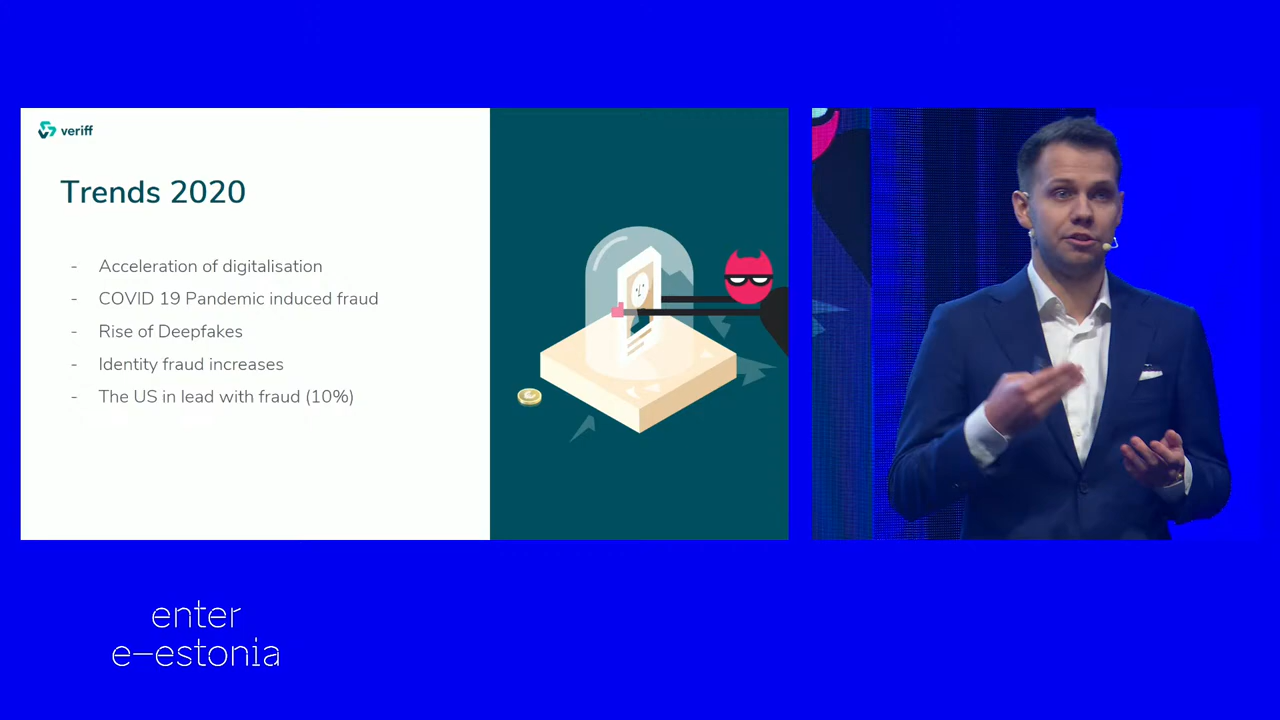 veriff
Trends 2020
- Acceleration of digitalisation
- COVID 19 Pandemic induced fraud
- Rise of Deepfakes
- Identity fraud increases
- The US in lead with fraud (10%)
enter
e-estonia